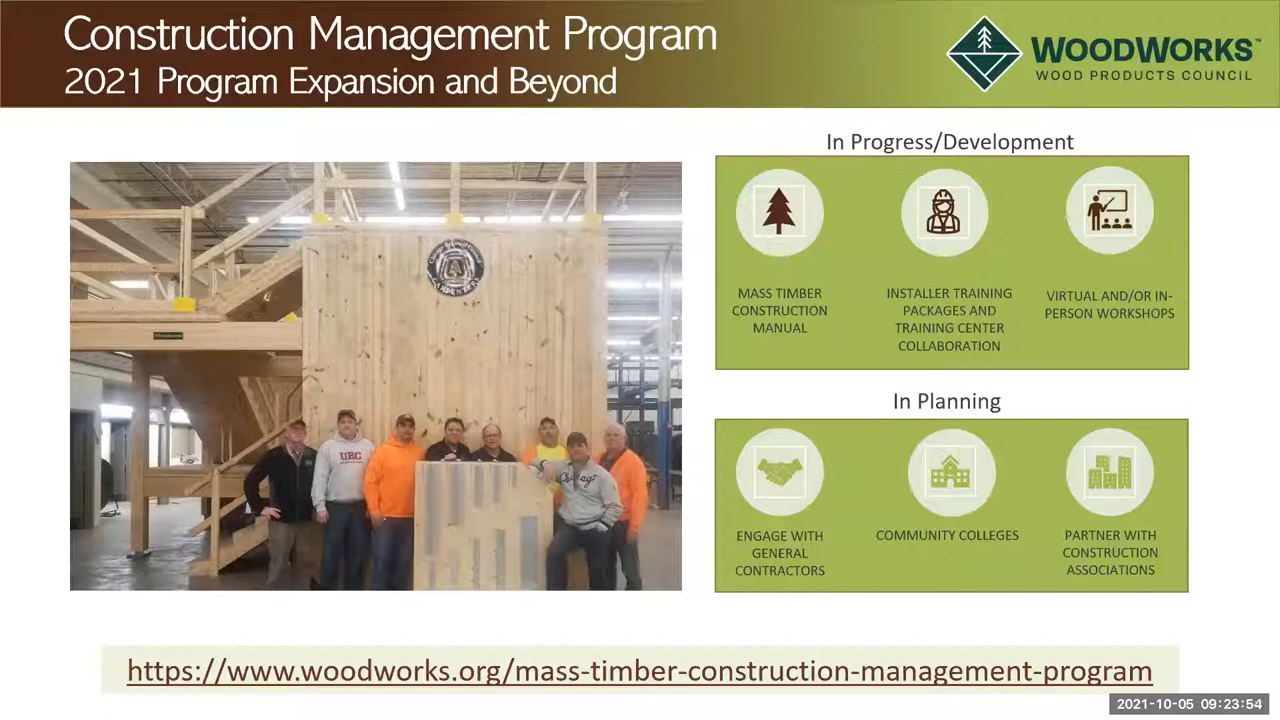 Construction Management Program
2021 Program Expansion and Beyond
WOODWORKS™
WOOD PRODUCTS COUNCIL
In Progress/Development
MASS TIMBER
CONSTRUCTION
MANUAL
INSTALLER TRAINING
PACKAGES AND
TRAINING CENTER
COLLABORATION
VIRTUAL AND/OR IN-
PERSON WORKSHOPS
CARPENTERS
UBC
Chicago
In Planning
ENGAGE WITH
GENERAL
CONTRACTORS
COMMUNITY COLLEGES
PARTNER WITH
CONSTRUCTION
ASSOCIATIONS
https://www.woodworks.org/mass-timber-construction-management-program
2021-10-05 09:23:54